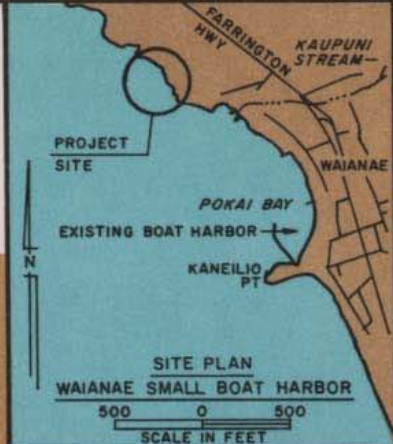 FARRINGTON
HWY
KAUPUNI
STREAM
PROJECT
SITE
WAIANAE
POKAI BAY
EXISTING BOAT HARBOR
KANEILIO
PT
N
SITE PLAN
WAIANAE SMALL BOAT HARBOR
500 0 500
SCALE IN FEET